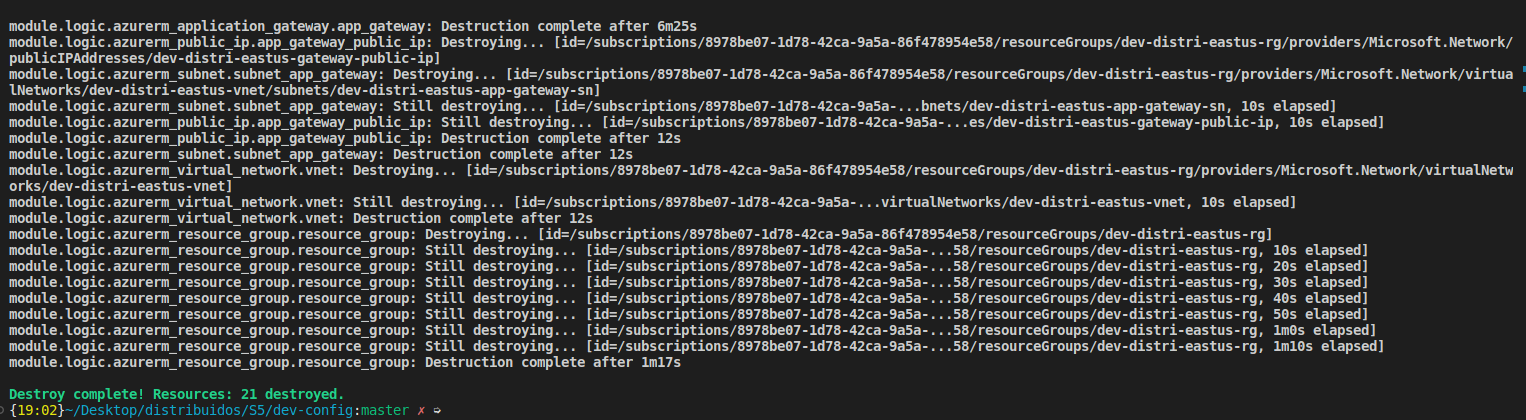 module.logic.azurerm_application_gateway.app_gateway: Destruction complete after 6m25s
module.logic.azurerm_public_ip.app_gateway_public_ip: Destroying... [id=/subscriptions/8978be07-1d78-42ca-9a5a-86f478954e58/resourceGroups/dev-distri-eastus-rg/providers/Microsoft.Network/
publicIPAddresses/dev-distri-eastus-gateway-public-ip]
module.logic.azurerm_subnet.subnet_app_gateway: Destroying... [id=/subscriptions/8978be07-1d78-42ca-9a5a-86f478954e58/resourceGroups/dev-distri-eastus-rg/providers/Microsoft.Network/virtua
lNetworks/dev-distri-eastus-vnet/subnets/dev-distri-eastus-app-gateway-sn]
module.logic.azurerm_subnet.subnet_app_gateway: Still destroying... [id=/subscriptions/8978be07-1d78-42ca-9a5a-...bnets/dev-distri-eastus-app-gateway-sn, 10s elapsed]
module.logic.azurerm_public_ip.app_gateway_public_ip: Still destroying... [id=/subscriptions/8978be07-1d78-42ca-9a5a-...es/dev-distri-eastus-gateway-public-ip, 10s elapsed]
module.logic.azurerm_public_ip.app_gateway_public_ip: Destruction complete after 12s
module.logic.azurerm_subnet.subnet_app_gateway: Destruction complete after 12s
module.logic.azurerm_virtual_network.vnet: Destroying... [id=/subscriptions/8978be07-1d78-42ca-9a5a-86f478954e58/resourceGroups/dev-distri-eastus-rg/providers/Microsoft.Network/virtualNetw
orks/dev-distri-eastus-vnet]
module.logic.azurerm_virtual_network.vnet: Still destroying... [id=/subscriptions/8978be07-1d78-42ca-9a5a-...virtualNetworks/dev-distri-eastus-vnet, 10s elapsed]
module.logic.azurerm_virtual_network.vnet: Destruction complete after 12s
module.logic.azurerm_resource_group.resource_group: Destroying... [id=/subscriptions/8978be07-1d78-42ca-9a5a-86f478954e58/resourceGroups/dev-distri-eastus-rg]
module.logic.azurerm_resource_group.resource_group: Still destroying... [id=/subscriptions/8978be07-1d78-42ca-9a5a-...58/resourceGroups/dev-distri-eastus-rg, 10s elapsed]
module.logic.azurerm_resource_group.resource_group: Still destroying... [id=/subscriptions/8978be07-1d78-42ca-9a5a-...58/resourceGroups/dev-distri-eastus-rg, 20s elapsed]
module.logic.azurerm_resource_group.resource_group: Still destroying... [id=/subscriptions/8978be07-1d78-42ca-9a5a-...58/resourceGroups/dev-distri-eastus-rg, 30s elapsed]
module.logic.azurerm_resource_group.resource_group: Still destroying... [id=/subscriptions/8978be07-1d78-42ca-9a5a-...58/resourceGroups/dev-distri-eastus-rg, 40s elapsed]
module.logic.azurerm_resource_group.resource_group: Still destroying... [id=/subscriptions/8978be07-1d78-42ca-9a5a-...58/resourceGroups/dev-distri-eastus-rg, 50s elapsed]
module.logic.azurerm_resource_group.resource_group: Still destroying... [id=/subscriptions/8978be07-1d78-42ca-9a5a-...58/resourceGroups/dev-distri-eastus-rg, 1m0s elapsed]
module.logic.azurerm_resource_group.resource_group: Still destroying... [id=/subscriptions/8978be07-1d78-42ca-9a5a-...58/resourceGroups/dev-distri-eastus-rg, 1m10s elapsed]
module.logic.azurerm_resource_group.resource_group: Destruction complete after 1m17s
Destroy complete! Resources: 21 destroyed.
{19:02}~/Desktop/distribuidos/S5/dev-config:master ✗ ➭